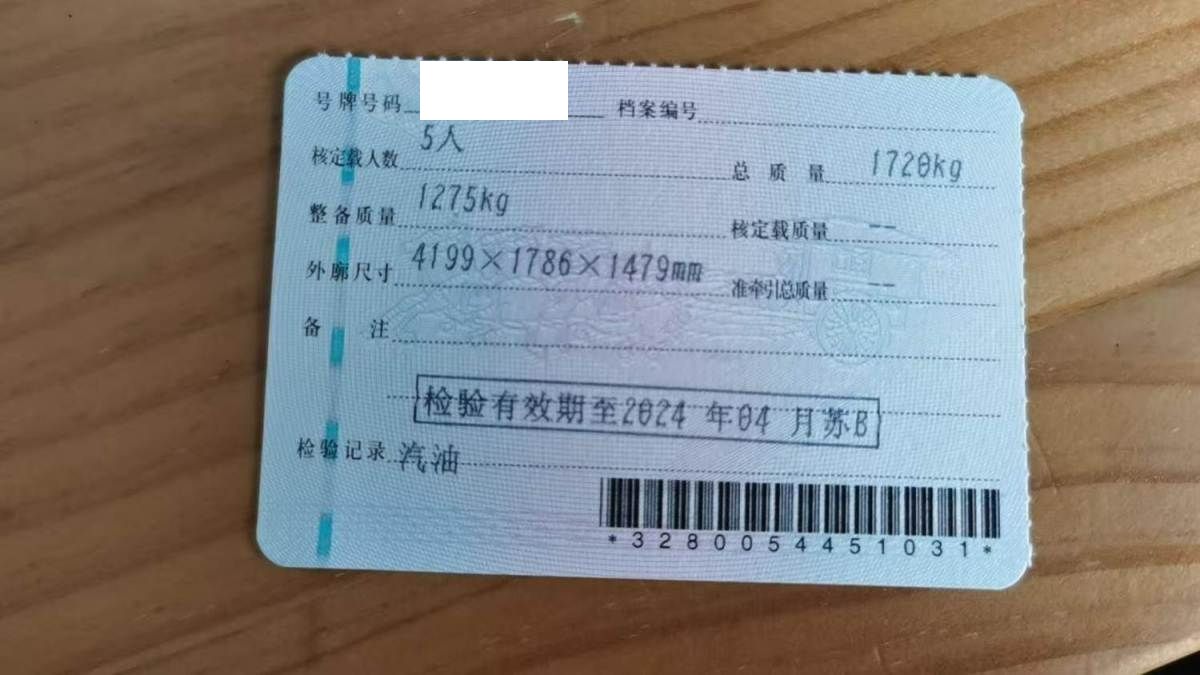 号牌号码 档案编号
核定载人数 5人 总质量 1720kg
整备质量 1275kg 核定载质量 --
外廓尺寸 4199×1786×1479mm 准牵引总质量 --
备注
检验有效期至2024年04月苏B
检验记录 汽油
*3280054451031*